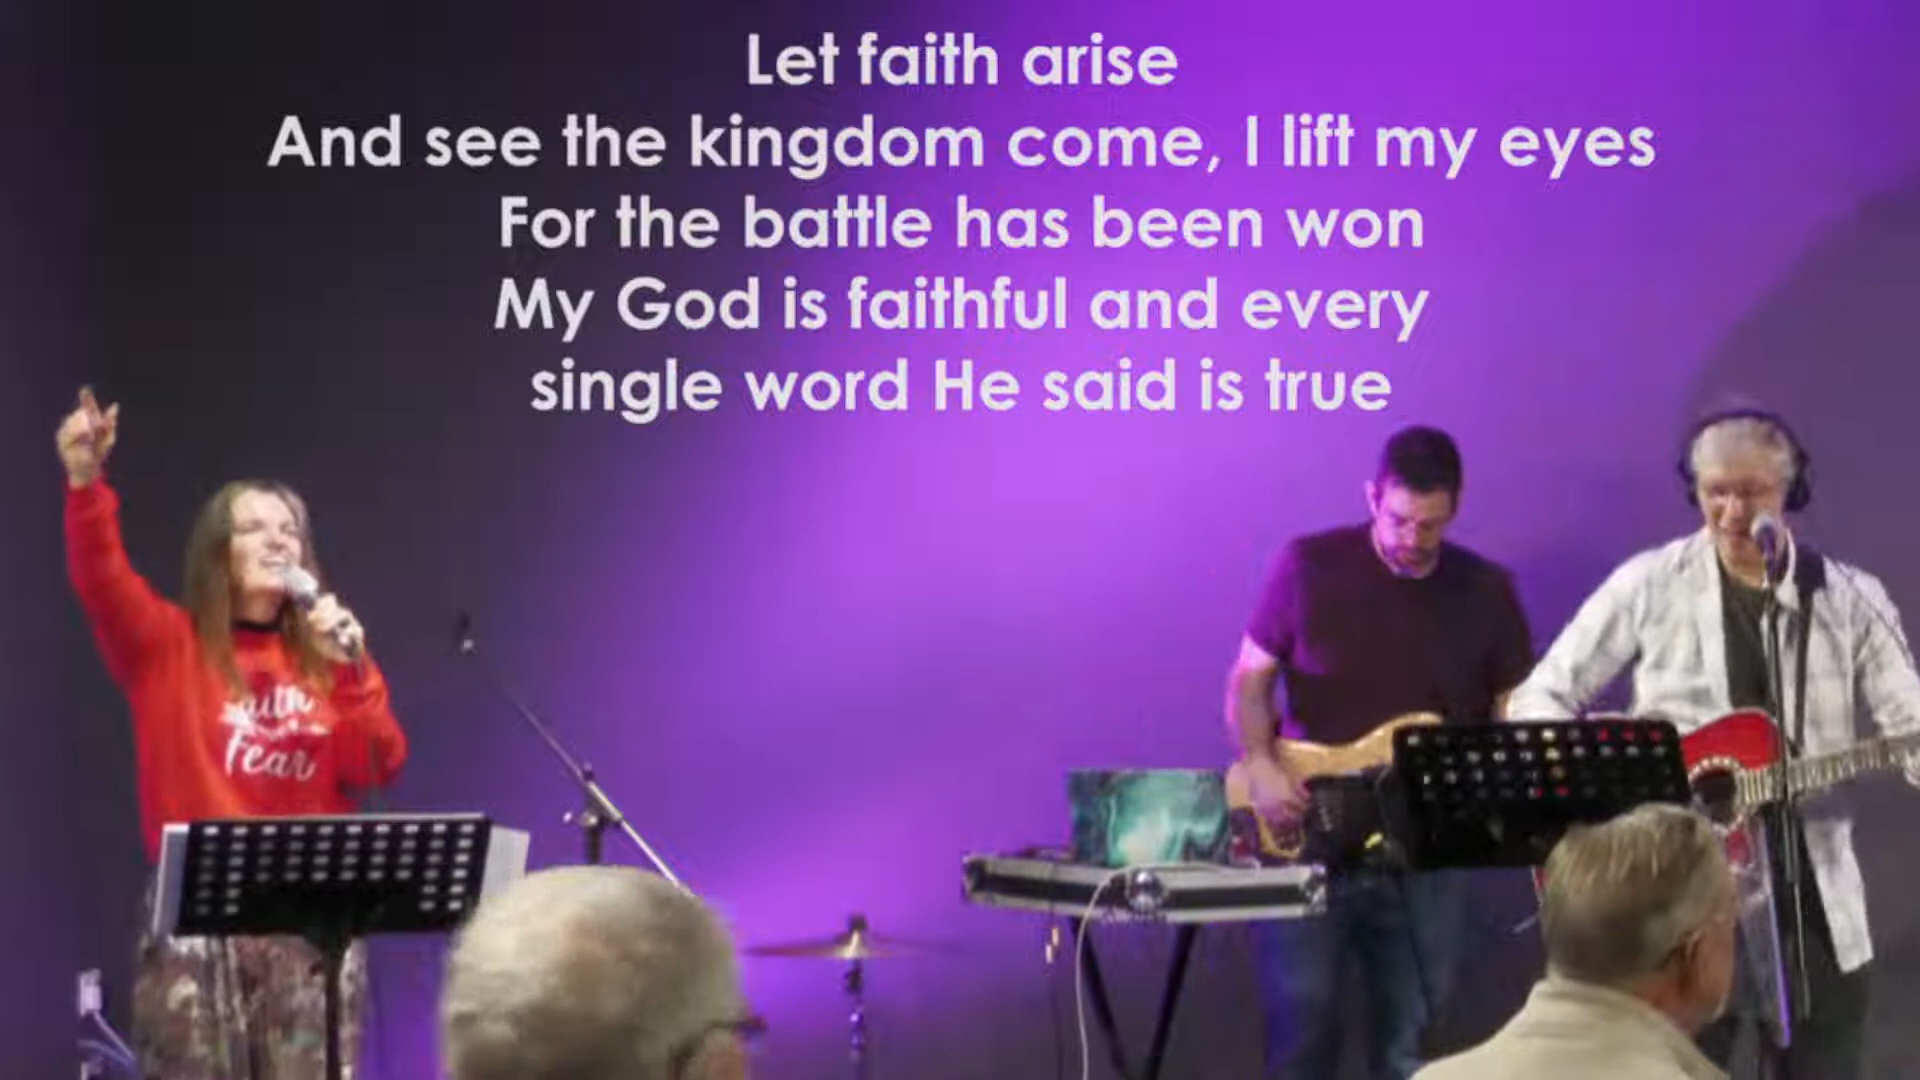 Let faith arise
And see the kingdom come, I lift my eyes
For the battle has been won
My God is faithful and every
single word He said is true
Fear